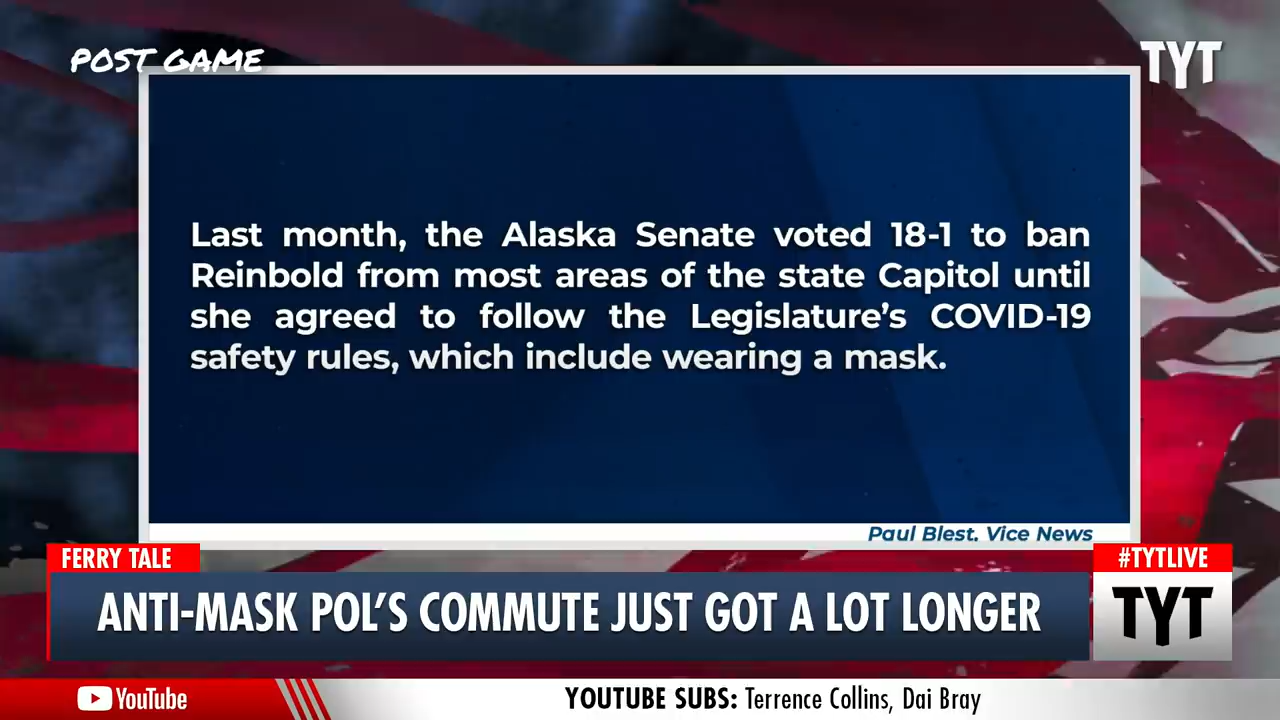 POST GAME
TYT
Last month, the Alaska Senate voted 18-1 to ban
Reinbold from most areas of the state Capitol until
she agreed to follow the Legislature's COVID-19
safety rules, which include wearing a mask.
Paul Blest, Vice News
FERRY TALE
#TYTLIVE
ANTI-MASK POL'S COMMUTE JUST GOT A LOT LONGER
TYT
YouTube
YOUTUBE SUBS: Terrence Collins, Dai Bray